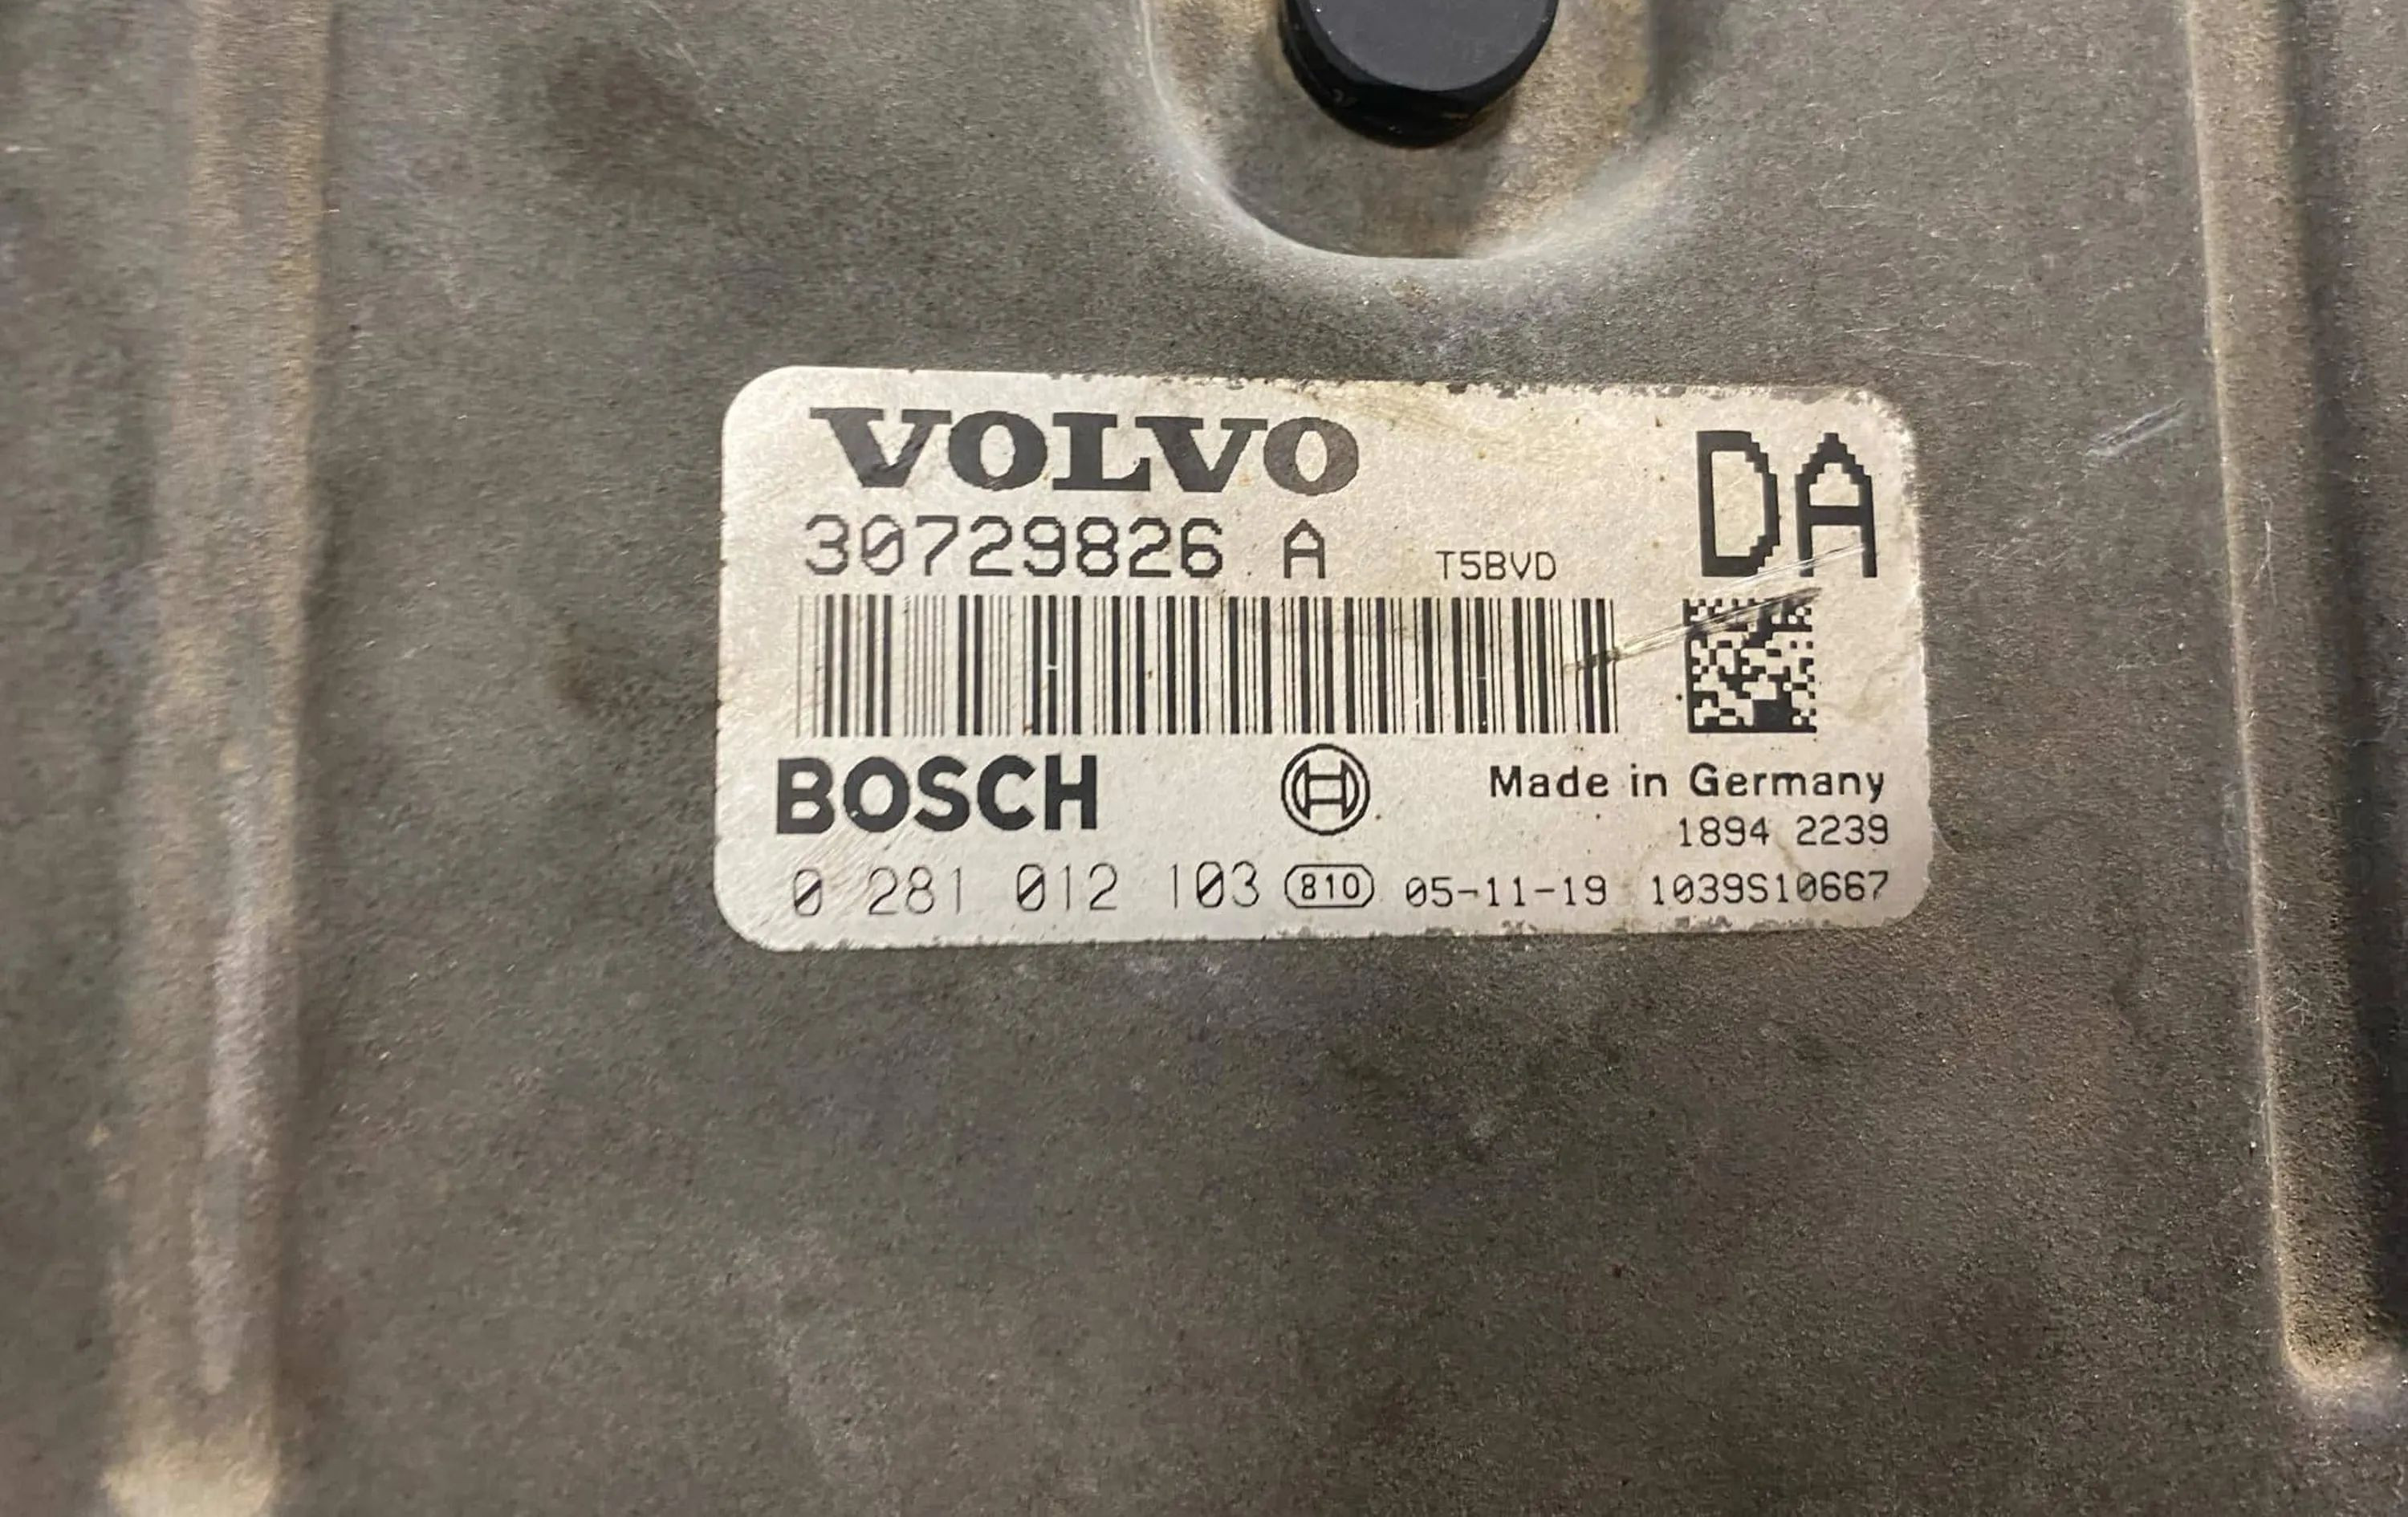 VOLVO
DA
30729826 A T5BVD
BOSCH
Made in Germany
1894 2239
0 281 012 103 810 05-11-19 1039S10667